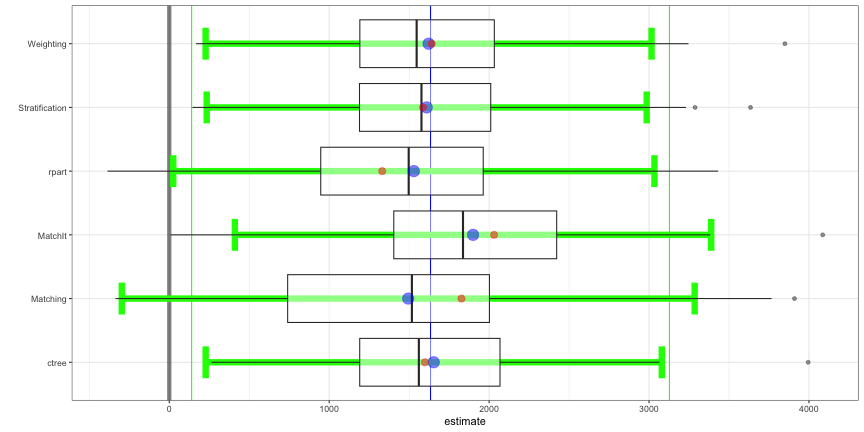 Weighting
Stratification
rpart
MatchIt
Matching
ctree
0 1000 2000 3000 4000
estimate